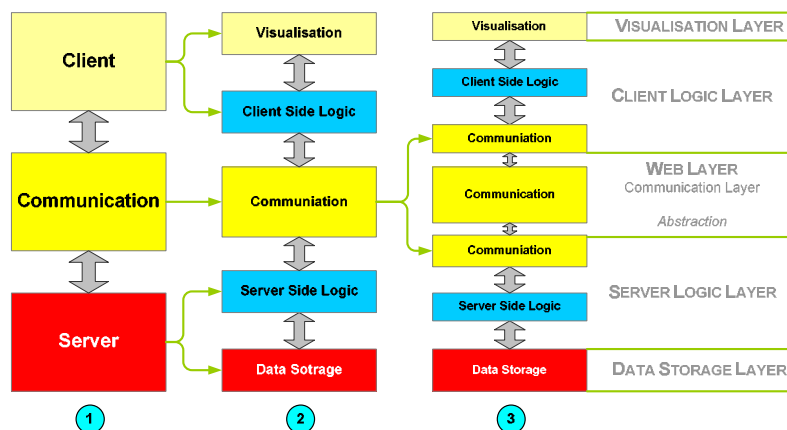 Client
Communication
Server
1
Visualisation
Client Side Logic
Communiation
Server Side Logic
Data Sotrage
2
Visualisation
Client Side Logic
Communiation
Communication
Communiation
Server Side Logic
Data Storage
3
VISUALISATION LAYER
CLIENT LOGIC LAYER
WEB LAYER
Communication Layer
Abstraction
SERVER LOGIC LAYER
DATA STORAGE LAYER